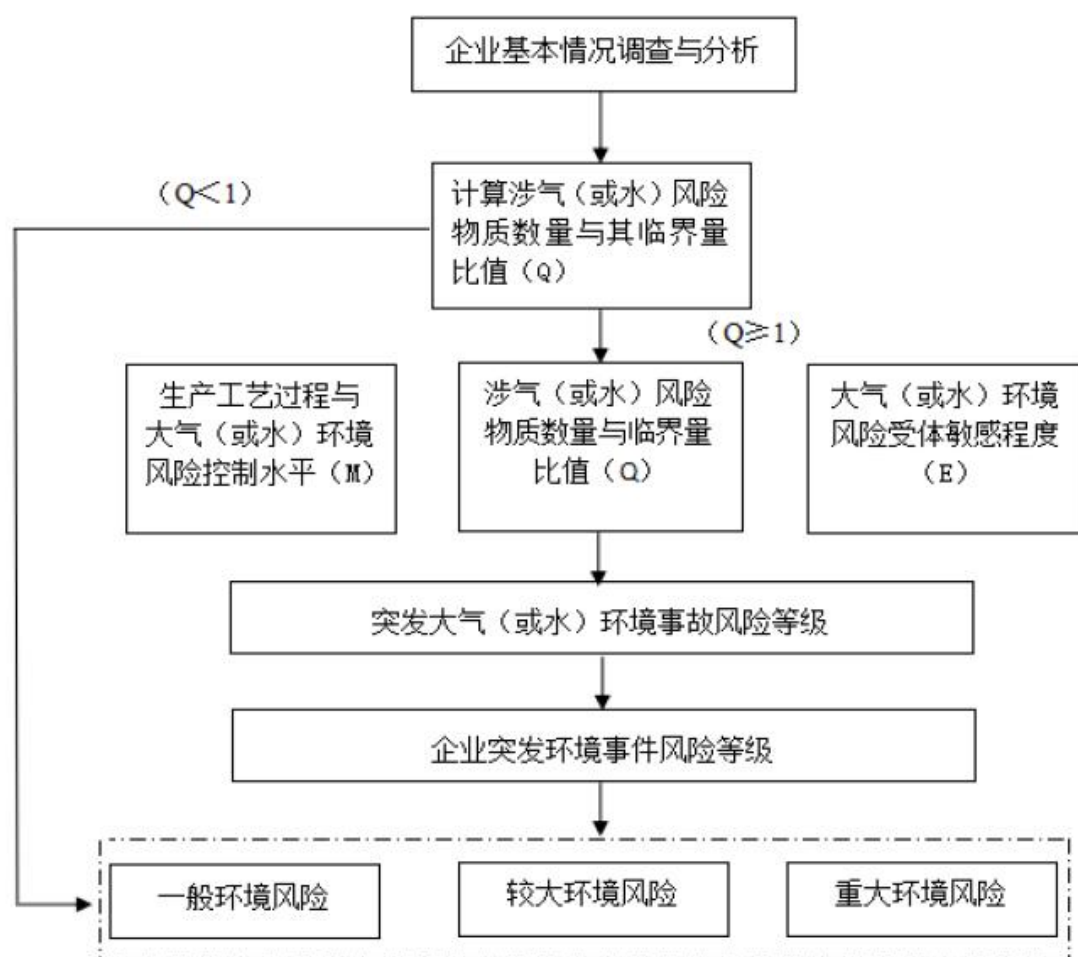 企业基本情况调查与分析
（Q＜1）
计算涉气（或水）风险
物质数量与其临界量
比值（Q）
（Q≥1）
生产工艺过程与
大气（或水）环境
风险控制水平（M）
涉气（或水）风险
物质数量与临界量
比值（Q）
大气（或水）环境
风险受体敏感程度
（E）
突发大气（或水）环境事故风险等级
企业突发环境事件风险等级
一般环境风险
较大环境风险
重大环境风险